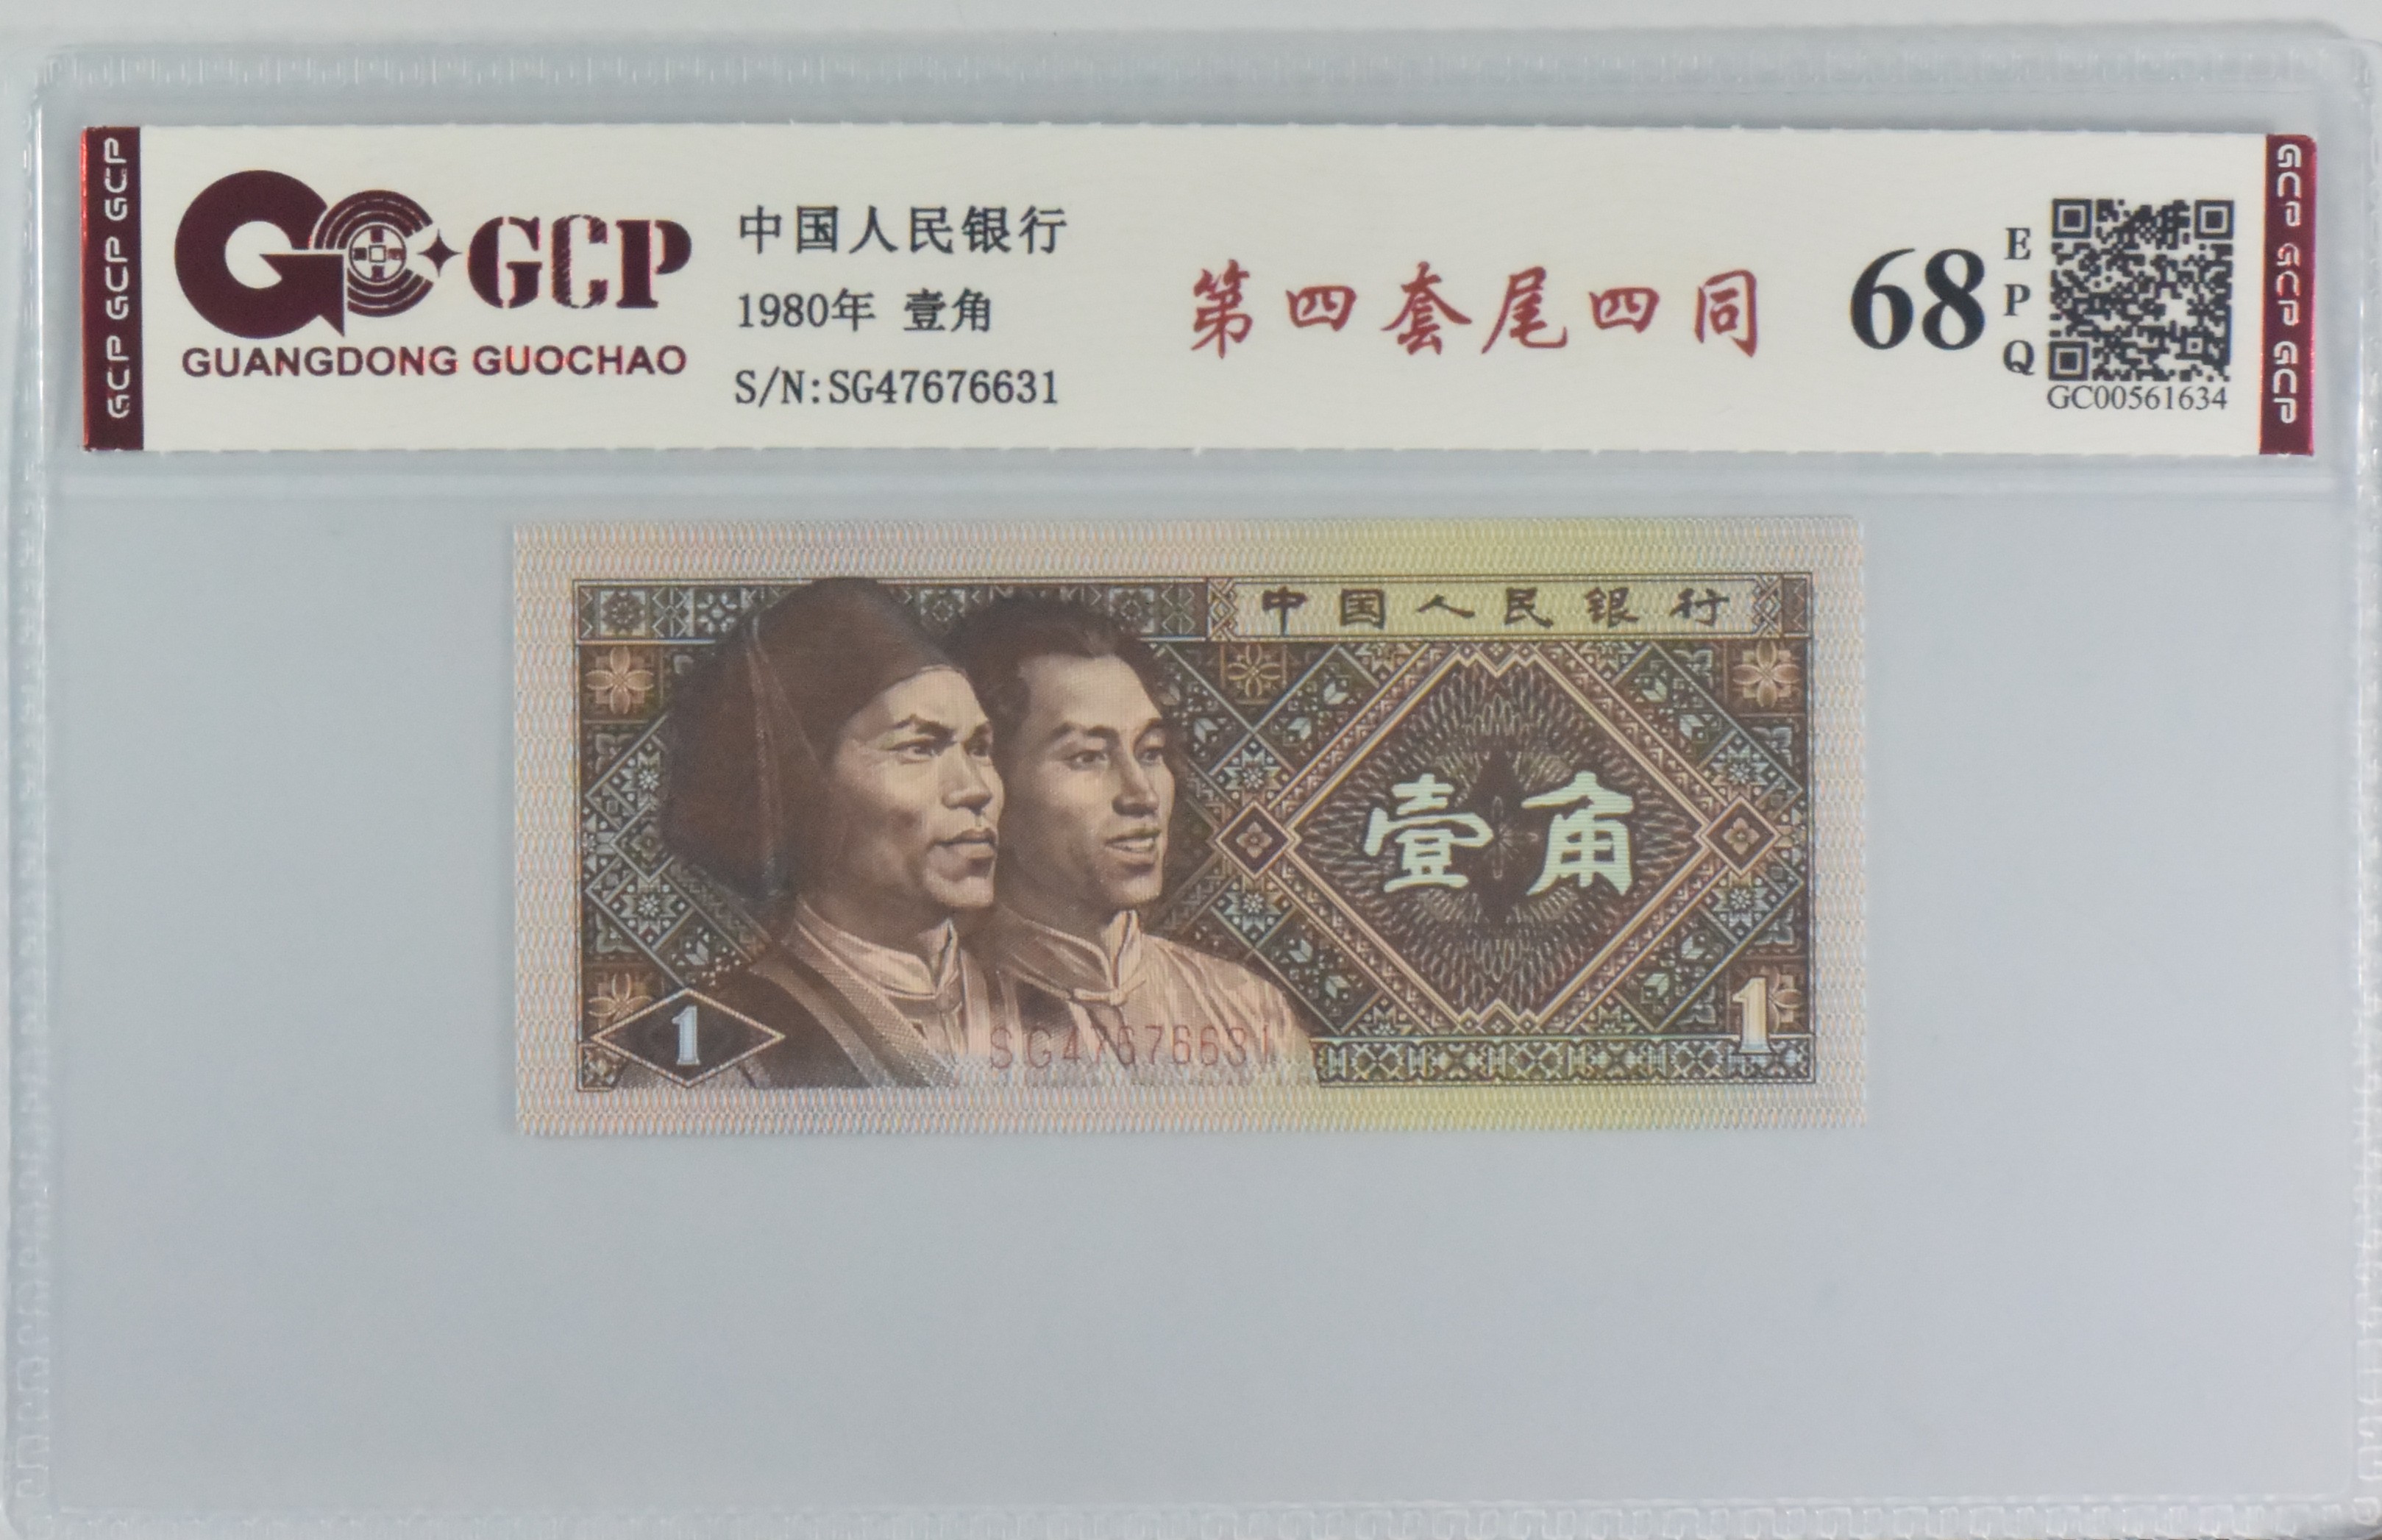 GCP GCP GCP
GCP
GUANGDONG GUOCHAO
中国人民银行
1980年 壹角
S/N:SG47676631
第四套尾四同
68
E
P
Q
GC00561634
GCP GCP GCP
中国人民银行
壹角
1
1
SG47676631